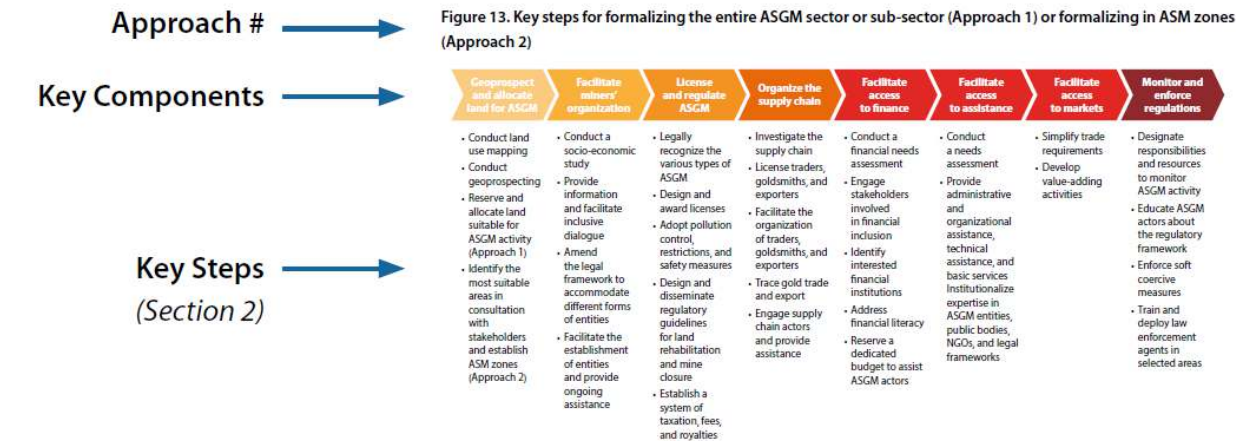 Approach #
Figure 13. Key steps for formalizing the entire ASGM sector or sub-sector (Approach 1) or formalizing in ASM zones
(Approach 2)
Key Components
Geoprospect
and allocate
land for ASGM
Facilitate
miners'
organization
License
and regulate
ASGM
Organize the
supply chain
Facilitate
access
to finance
Facilitate
access
to assistance
Facilitate
access
to markets
Monitor and
enforce
regulations
Key Steps
(Section 2)
• Conduct land
use mapping
• Conduct
geoprospecting
• Reserve and
allocate land
suitable for
ASGM activity
(Approach 1)
• Identify the
most suitable
areas in
consultation
with
stakeholders
and establish
ASM zones
(Approach 2)
• Conduct a
socio-economic
study
• Provide
information
and facilitate
inclusive
dialogue
• Amend
the legal
framework to
accommodate
different forms
of entities
• Facilitate the
establishment
of entities
and provide
ongoing
assistance
• Legally
recognize the
various types of
ASGM
• Design and
award licenses
• Adopt pollution
control,
restrictions, and
safety measures
• Design and
disseminate
regulatory
guidelines
for land
rehabilitation
and mine
closure
• Establish a
system of
taxation, fees,
and royalties
• Investigate the
supply chain
• License traders,
goldsmiths, and
exporters
• Facilitate the
organization
of traders,
goldsmiths, and
exporters
• Trace gold trade
and export
• Engage supply
chain actors
and provide
assistance
• Conduct a
financial needs
assessment
• Engage
stakeholders
involved
in financial
inclusion
• Identify
interested
financial
institutions
• Address
financial literacy
• Reserve a
dedicated
budget to assist
ASGM actors
• Conduct
a needs
assessment
• Provide
administrative
and
organizational
assistance,
technical
assistance, and
basic services
Institutionalize
expertise in
ASGM entities,
public bodies,
NGOs, and legal
frameworks
• Simplify trade
requirements
• Develop
value-adding
activities
• Designate
responsibilities
and resources
to monitor
ASGM activity
• Educate ASGM
actors about
the regulatory
framework
• Enforce soft
coercive
measures
• Train and
deploy law
enforcement
agents in
selected areas